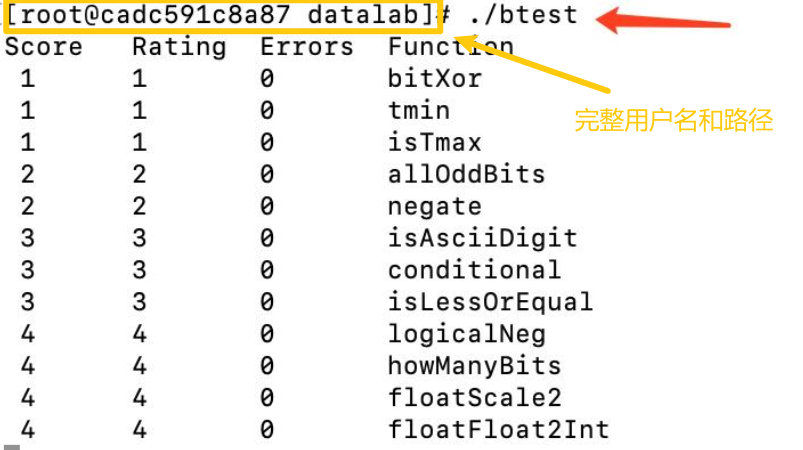 [root@cadc591c8a87 datalab]# ./btest
Score Rating Errors Function
1 1 0 bitXor
完整用户名和路径
1 1 0 tmin
1 1 0 isTmax
2 2 0 allOddBits
2 2 0 negate
3 3 0 isAsciiDigit
3 3 0 conditional
3 3 0 isLessOrEqual
4 4 0 logicalNeg
4 4 0 howManyBits
4 4 0 floatScale2
4 4 0 floatFloat2Int